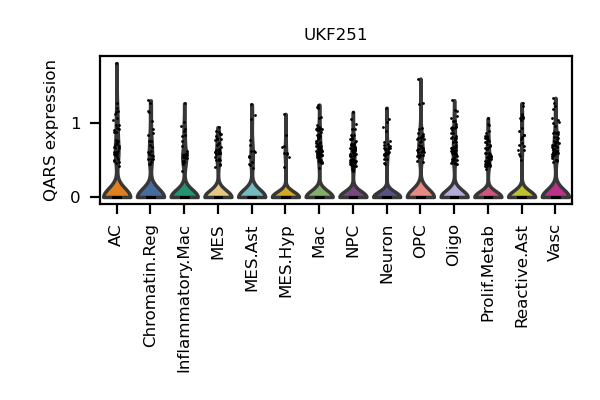 UKF251
QARS expression
1
0
AC
Chromatin.Reg
Inflammatory.Mac
MES
MES.Ast
MES.Hyp
Mac
NPC
Neuron
OPC
Oligo
Prolif.Metab
Reactive.Ast
Vasc